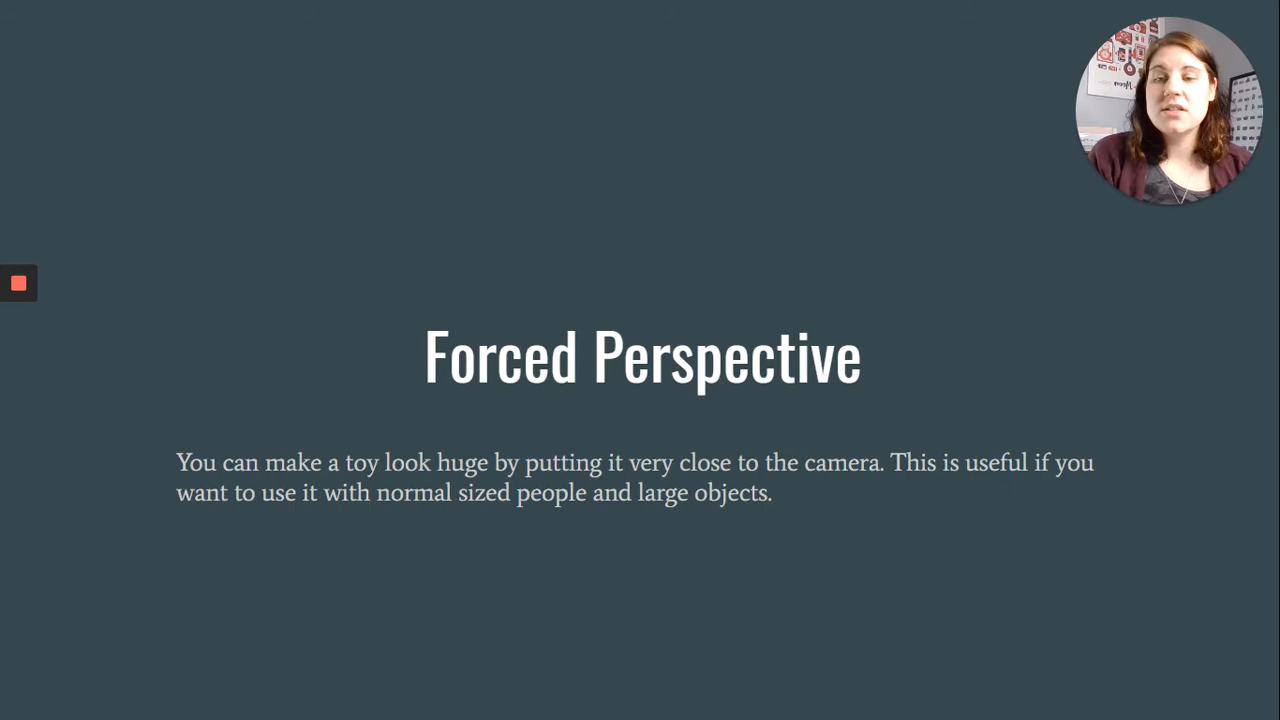 Forced Perspective
You can make a toy look huge by putting it very close to the camera. This is useful if you
want to use it with normal sized people and large objects.